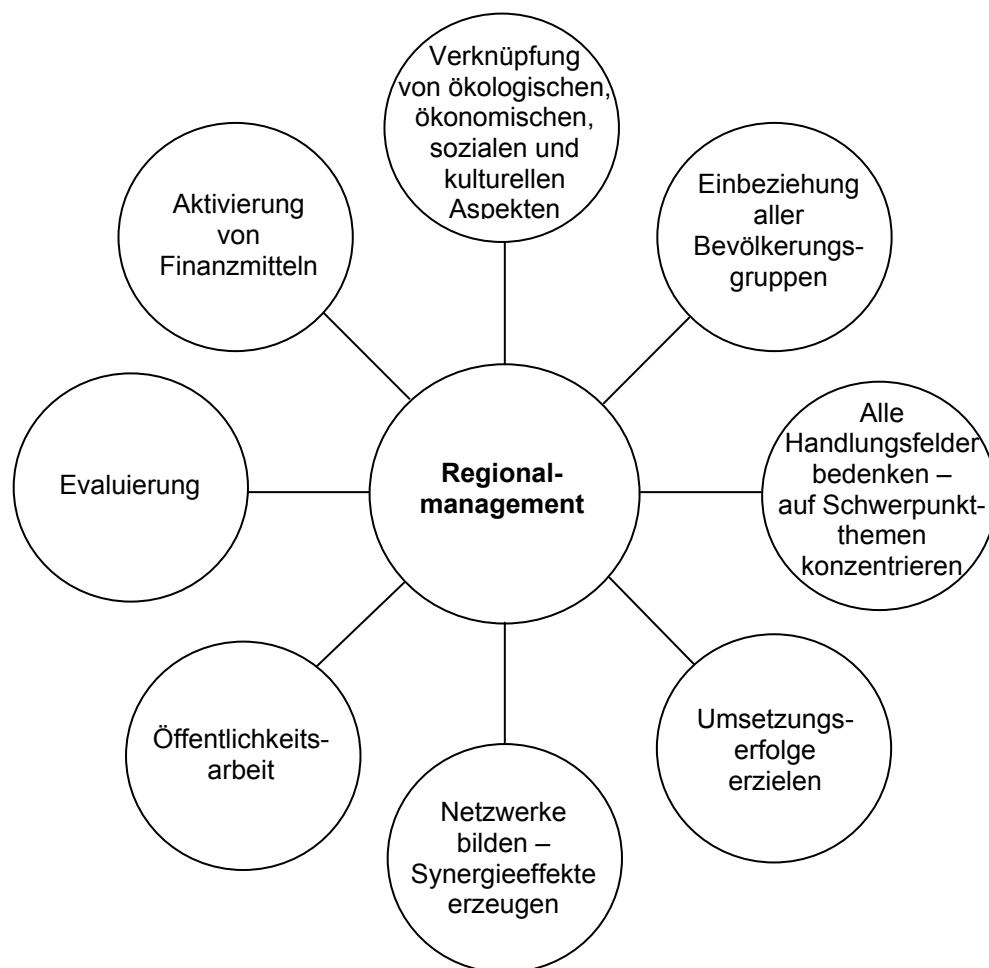 Verknüpfung
von ökologischen,
ökonomischen,
sozialen und
kulturellen
Aspekten
Einbeziehung
aller
Bevölkerungs-
gruppen
Alle
Handlungsfelder
bedenken –
auf Schwerpunkt-
themen
konzentrieren
Umsetzungs-
erfolge
erzielen
Netzwerke
bilden –
Synergieeffekte
erzeugen
Öffentlichkeits-
arbeit
Evaluierung
Aktivierung
von
Finanzmitteln
Regional-
management